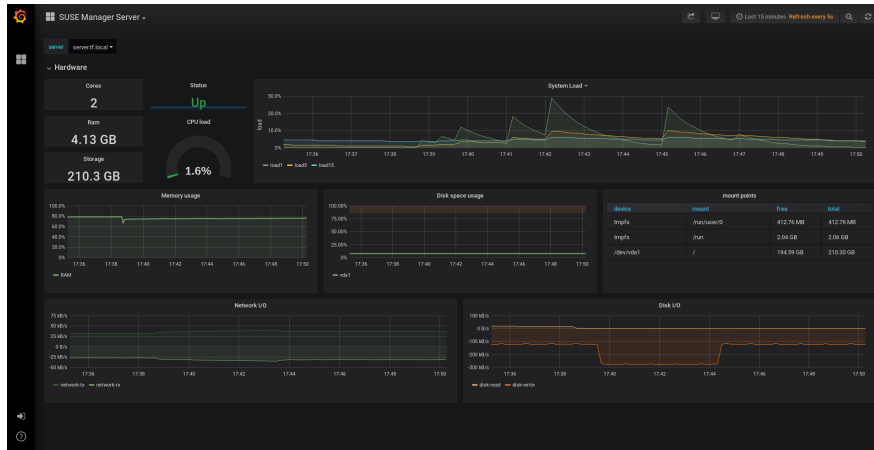 SUSE Manager Server
Last 15 minutes Refresh every 5s
server server.tf.local
Hardware
Cores
2
Ram
4.13 GB
Storage
210.3 GB
Status
Up
CPU load
1.6%
System Load
load
30.0%
20.0%
10.0%
0%
17:36 17:37 17:38 17:39 17:40 17:41 17:42 17:43 17:44 17:45 17:46 17:47 17:48 17:49 17:50
load1 load5 load15
Memory usage
100.0%
80.0%
60.0%
40.0%
20.0%
0%
17:36 17:38 17:40 17:42 17:44 17:46 17:48 17:50
RAM
Disk space usage
100.00%
75.00%
50.00%
25.00%
0%
17:36 17:38 17:40 17:42 17:44 17:46 17:48 17:50
vda1
mount points
device mount free total
tmpfs /run/user/0 412.76 MB 412.76 MB
tmpfs /run 2.04 GB 2.06 GB
/dev/vda1 / 194.59 GB 210.30 GB
Network I/O
75 kB/s
50 kB/s
25 kB/s
0 B/s
-25 kB/s
-50 kB/s
17:36 17:38 17:40 17:42 17:44 17:46 17:48 17:50
network-tx network-rx
Disk I/O
100 kB/s
0 B/s
-100 kB/s
-200 kB/s
-300 kB/s
17:36 17:38 17:40 17:42 17:44 17:46 17:48 17:50
disk-read disk-write